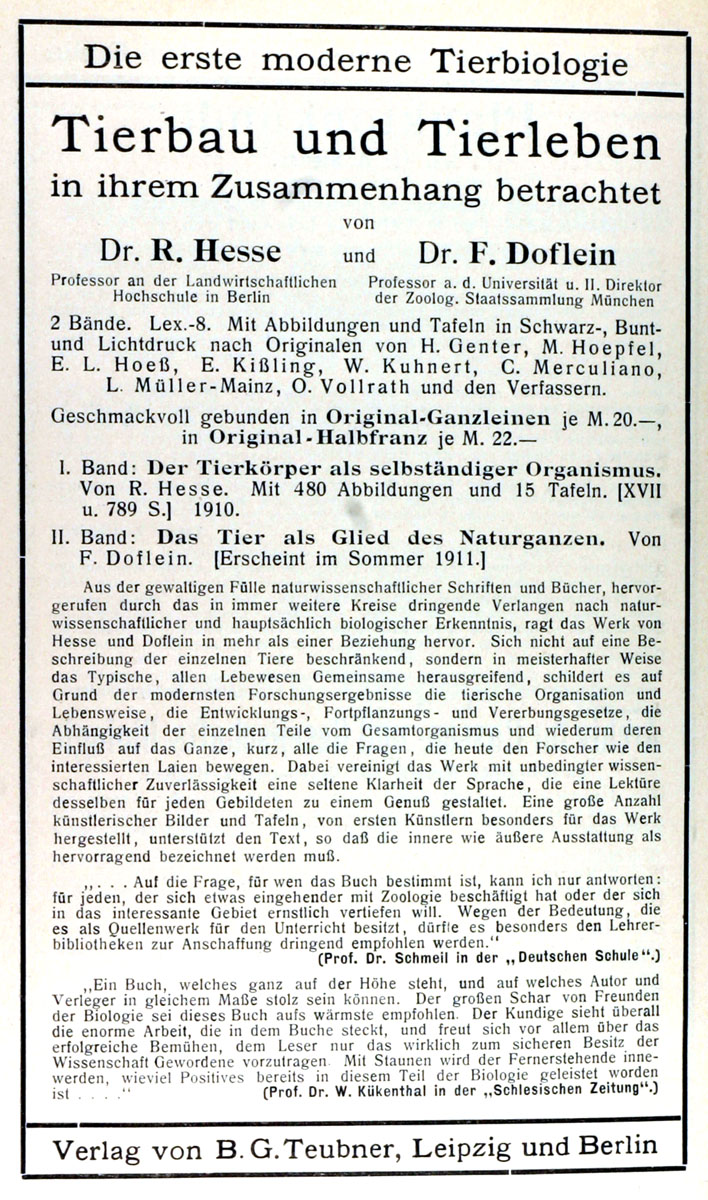 Die erste moderne Tierbiologie
Tierbau und Tierleben
in ihrem Zusammenhang betrachtet
von
Dr. R. Hesse und Dr. F. Doflein
Professor an der Landwirtschaftlichen Hochschule in Berlin
Professor a. d. Universität u. II. Direktor der Zoolog. Staatssammlung München
2 Bände. Lex.-8. Mit Abbildungen und Tafeln in Schwarz-, Bunt-
und Lichtdruck nach Originalen von H. Genter, M. Hoepfel,
E. L. Hoeß, E. Kißling, W. Kuhnert, C. Merculiano,
L. Müller-Mainz, O. Vollrath und den Verfassern.
Geschmackvoll gebunden in Original-Ganzleinen je M. 20.—,
in Original-Halbfranz je M. 22.—
I. Band: Der Tierkörper als selbständiger Organismus.
Von R. Hesse. Mit 480 Abbildungen und 15 Tafeln. [XVII
u. 789 S.] 1910.
II. Band: Das Tier als Glied des Naturganzen. Von
F. Doflein. [Erscheint im Sommer 1911.]
Aus der gewaltigen Fülle naturwissenschaftlicher Schriften und Bücher, hervor-
gerufen durch das in immer weitere Kreise dringende Verlangen nach natur-
wissenschaftlicher und hauptsächlich biologischer Erkenntnis, ragt das Werk von
Hesse und Doflein in mehr als einer Beziehung hervor. Sich nicht auf eine Be-
schreibung der einzelnen Tiere beschränkend, sondern in meisterhafter Weise
das Typische, allen Lebewesen Gemeinsame herausgreifend, schildert es auf
Grund der modernsten Forschungsergebnisse die tierische Organisation und
Lebensweise, die Entwicklungs-, Fortpflanzungs- und Vererbungsgesetze, die
Abhängigkeit der einzelnen Teile vom Gesamtorganismus und wiederum deren
Einfluß auf das Ganze, kurz, alle die Fragen, die heute den Forscher wie den
interessierten Laien bewegen. Dabei vereinigt das Werk mit unbedingter wissen-
schaftlicher Zuverlässigkeit eine seltene Klarheit der Sprache, die eine Lektüre
desselben für jeden Gebildeten zu einem Genuß gestaltet. Eine große Anzahl
künstlerischer Bilder und Tafeln, von ersten Künstlern besonders für das Werk
hergestellt, unterstützt den Text, so daß die innere wie äußere Ausstattung als
hervorragend bezeichnet werden muß.
„. . . Auf die Frage, für wen das Buch bestimmt ist, kann ich nur antworten:
für jeden, der sich etwas eingehender mit Zoologie beschäftigt hat oder der sich
in das interessante Gebiet ernstlich vertiefen will. Wegen der Bedeutung, die
es als Quellenwerk für den Unterricht besitzt, dürfte es besonders den Lehrer-
bibliotheken zur Anschaffung dringend empfohlen werden.“
(Prof. Dr. Schmeil in der „Deutschen Schule“.)
„Ein Buch, welches ganz auf der Höhe steht, und auf welches Autor und
Verleger in gleichem Maße stolz sein können. Der großen Schar von Freunden
der Biologie sei dieses Buch aufs wärmste empfohlen. Der Kundige sieht überall
die enorme Arbeit, die in dem Buche steckt, und freut sich vor allem über das
erfolgreiche Bemühen, dem Leser nur das wirklich zum sicheren Besitz der
Wissenschaft Gewordene vorzutragen. Mit Staunen wird der Fernerstehende inne-
werden, wieviel Positives bereits in diesem Teil der Biologie geleistet worden
ist . . . .“ (Prof. Dr. W. Kükenthal in der „Schlesischen Zeitung“.)
Verlag von B. G. Teubner, Leipzig und Berlin